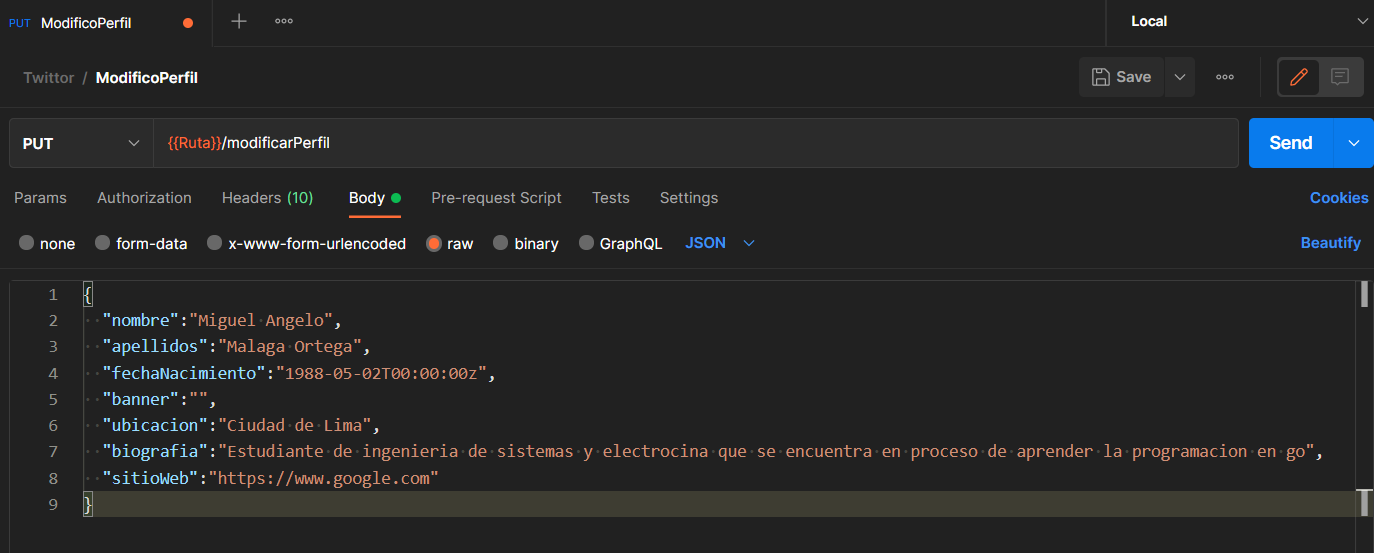 PUT ModificoPerfil
Local
Twittor / ModificoPerfil
Save
PUT
{{Ruta}}/modificarPerfil
Send
Params Authorization Headers (10) Body Pre-request Script Tests Settings Cookies
none form-data x-www-form-urlencoded raw binary GraphQL JSON Beautify
1 {
2 "nombre":"Miguel Angelo",
3 "apellidos":"Malaga Ortega",
4 "fechaNacimiento":"1988-05-02T00:00:00z",
5 "banner":"",
6 "ubicacion":"Ciudad de Lima",
7 "biografia":"Estudiante de ingenieria de sistemas y electrocina que se encuentra en proceso de aprender la programacion en go",
8 "sitioWeb":"https://www.google.com"
9 }